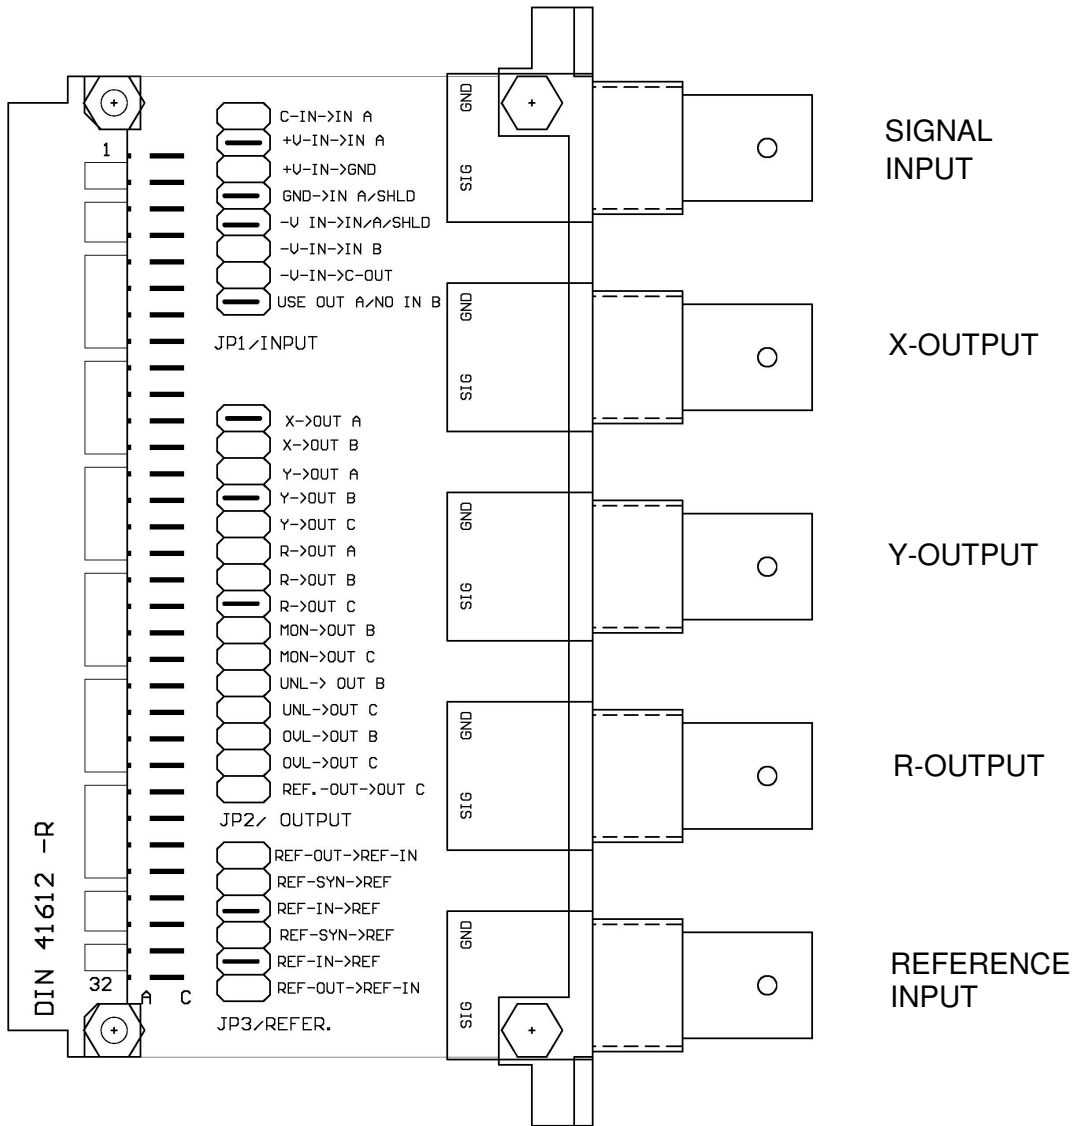 1
32
A C
DIN 41612 -R
C-IN->IN A
+V-IN->IN A
+V-IN->GND
GND->IN A/SHLD
-V IN->IN/A/SHLD
-V-IN->IN B
-V-IN->C-OUT
USE OUT A/NO IN B
JP1/INPUT
X->OUT A
X->OUT B
Y->OUT A
Y->OUT B
Y->OUT C
R->OUT A
R->OUT B
R->OUT C
MON->OUT B
MON->OUT C
UNL-> OUT B
UNL->OUT C
OVL->OUT B
OVL->OUT C
REF.-OUT->OUT C
JP2/ OUTPUT
REF-OUT->REF-IN
REF-SYN->REF
REF-IN->REF
REF-SYN->REF
REF-IN->REF
REF-OUT->REF-IN
JP3/REFER.
GND
SIG
SIGNAL
INPUT
GND
SIG
X-OUTPUT
GND
SIG
Y-OUTPUT
GND
SIG
R-OUTPUT
GND
SIG
REFERENCE
INPUT